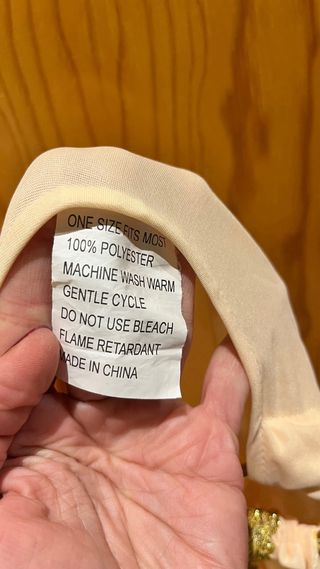 ONE SIZE FITS MOST
100% POLYESTER
MACHINE WASH WARM
GENTLE CYCLE
DO NOT USE BLEACH
FLAME RETARDANT
MADE IN CHINA